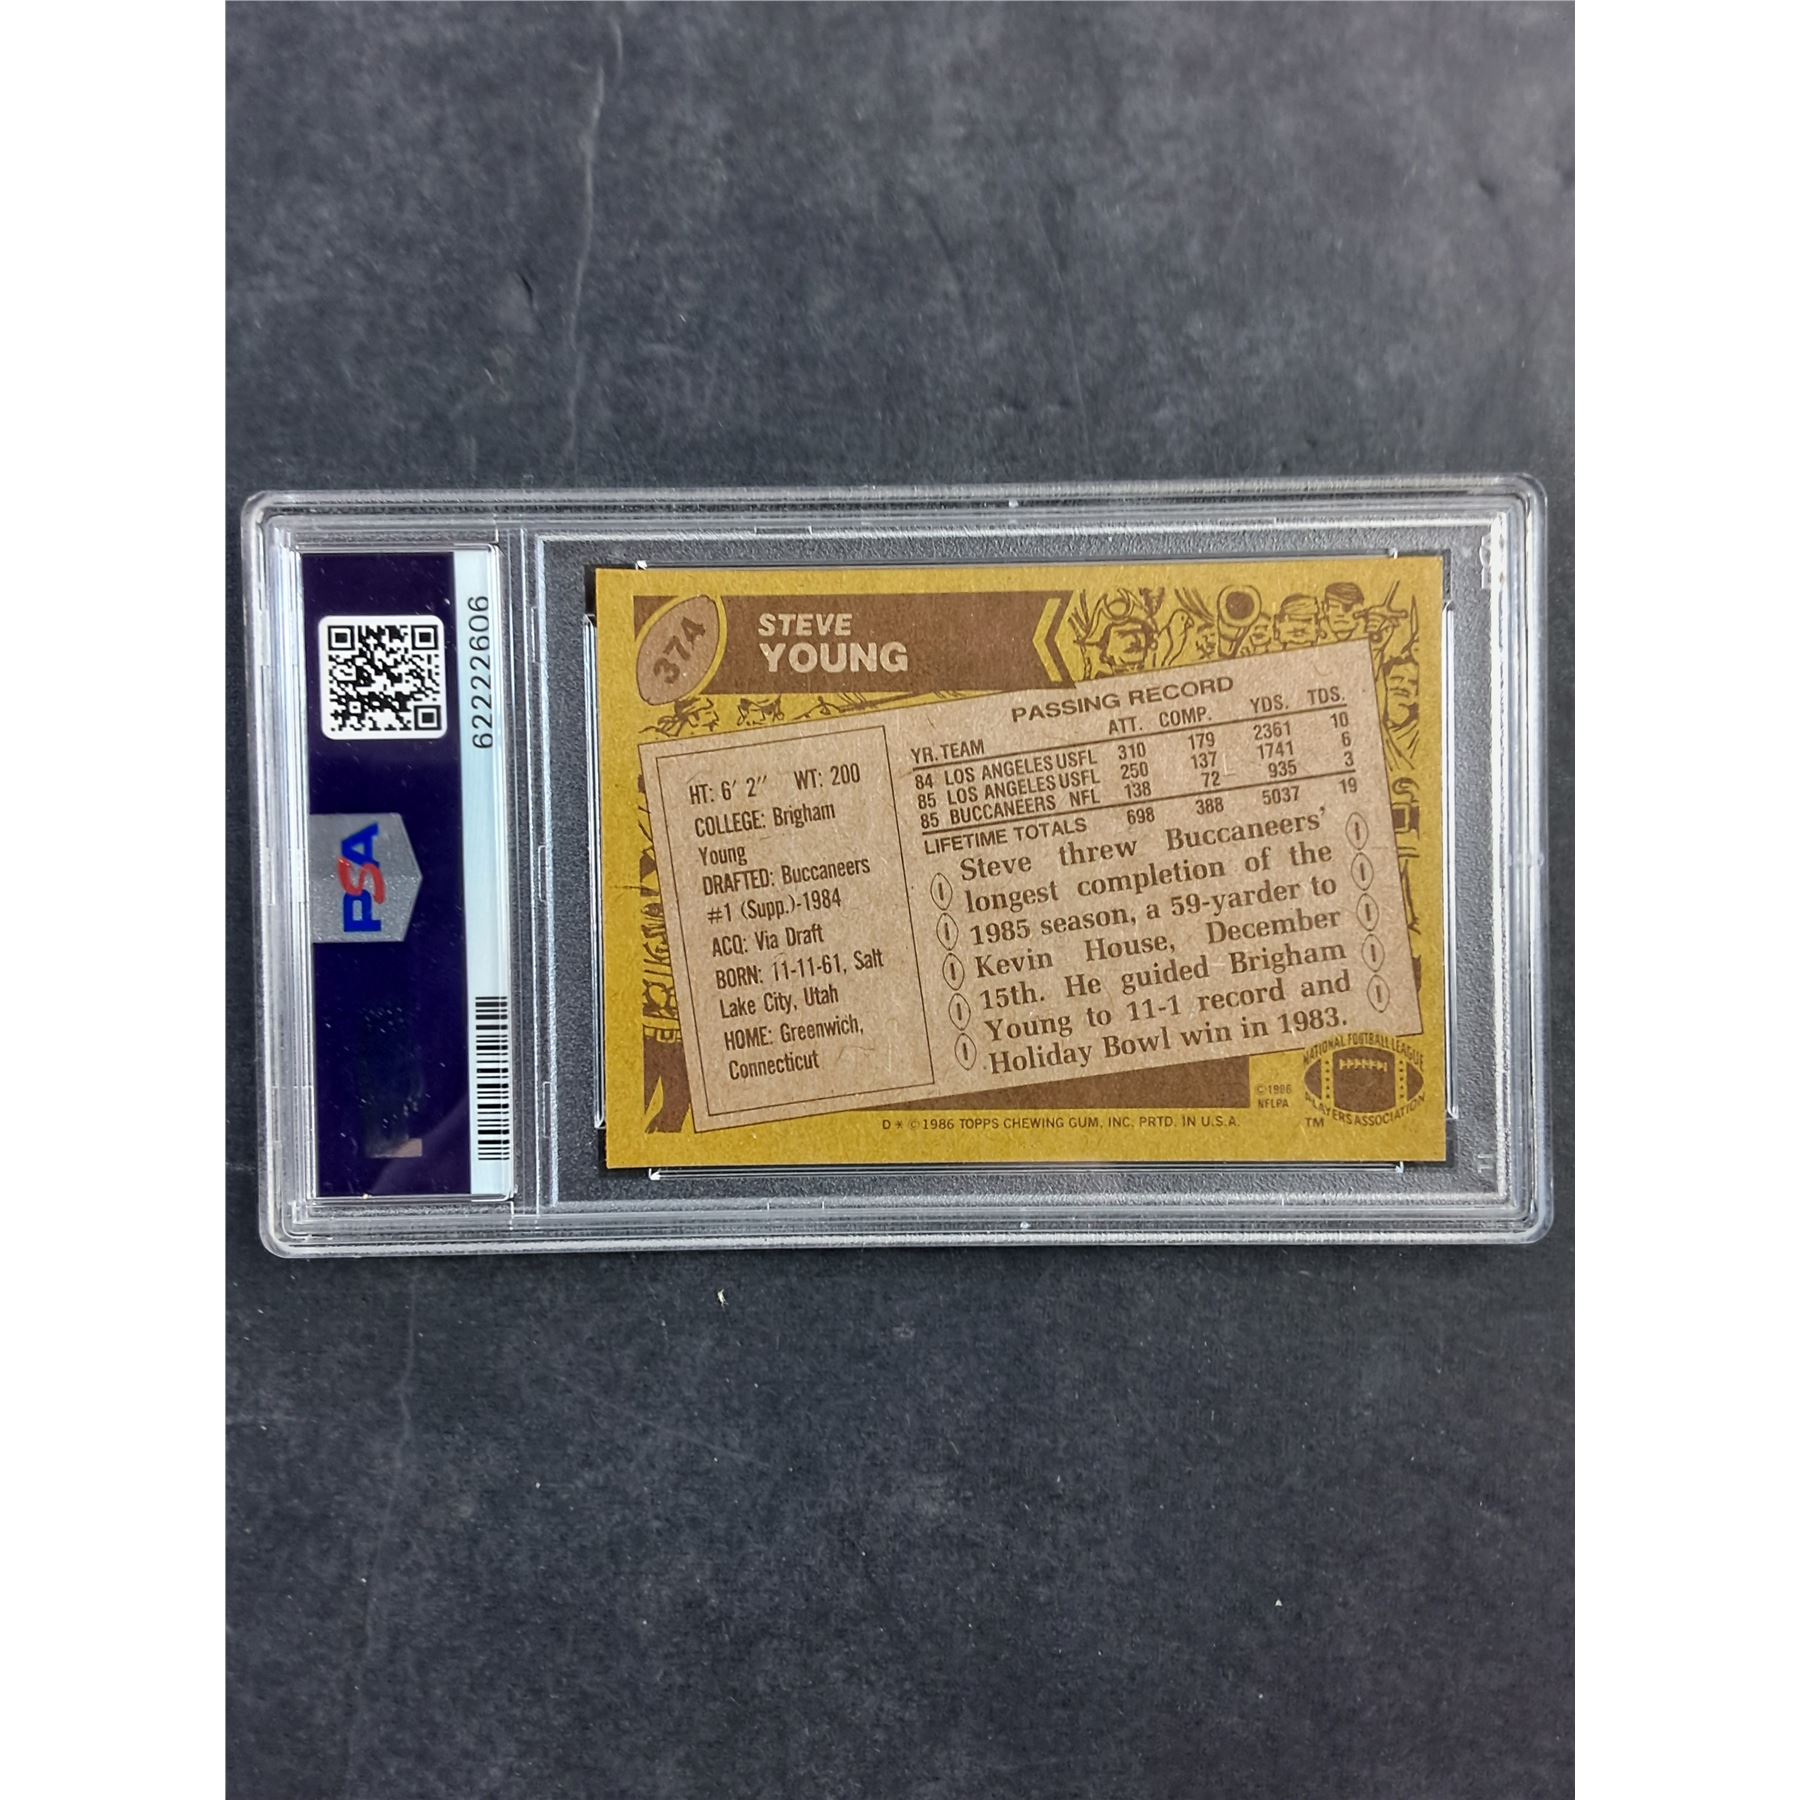 PSA
62222606
374
STEVE
YOUNG
HT: 6' 2" WT: 200
COLLEGE: Brigham
Young
DRAFTED: Buccaneers
#1 (Supp.)-1984
ACQ: Via Draft
BORN: 11-11-61, Salt
Lake City, Utah
HOME: Greenwich,
Connecticut
PASSING RECORD
YR. TEAM ATT. COMP. YDS. TDS.
84 LOS ANGELES USFL 310 179 2361 10
85 LOS ANGELES USFL 250 137 1741 6
85 BUCCANEERS NFL 138 72 935 3
LIFETIME TOTALS 698 388 5037 19
Steve threw Buccaneers'
longest completion of the
1985 season, a 59-yarder to
Kevin House, December
15th. He guided Brigham
Young to 11-1 record and
Holiday Bowl win in 1983.
© 1986
NFLPA
NATIONAL FOOTBALL LEAGUE
PLAYERS ASSOCIATION
TM
D * © 1986 TOPPS CHEWING GUM, INC. PRTD. IN U.S.A.